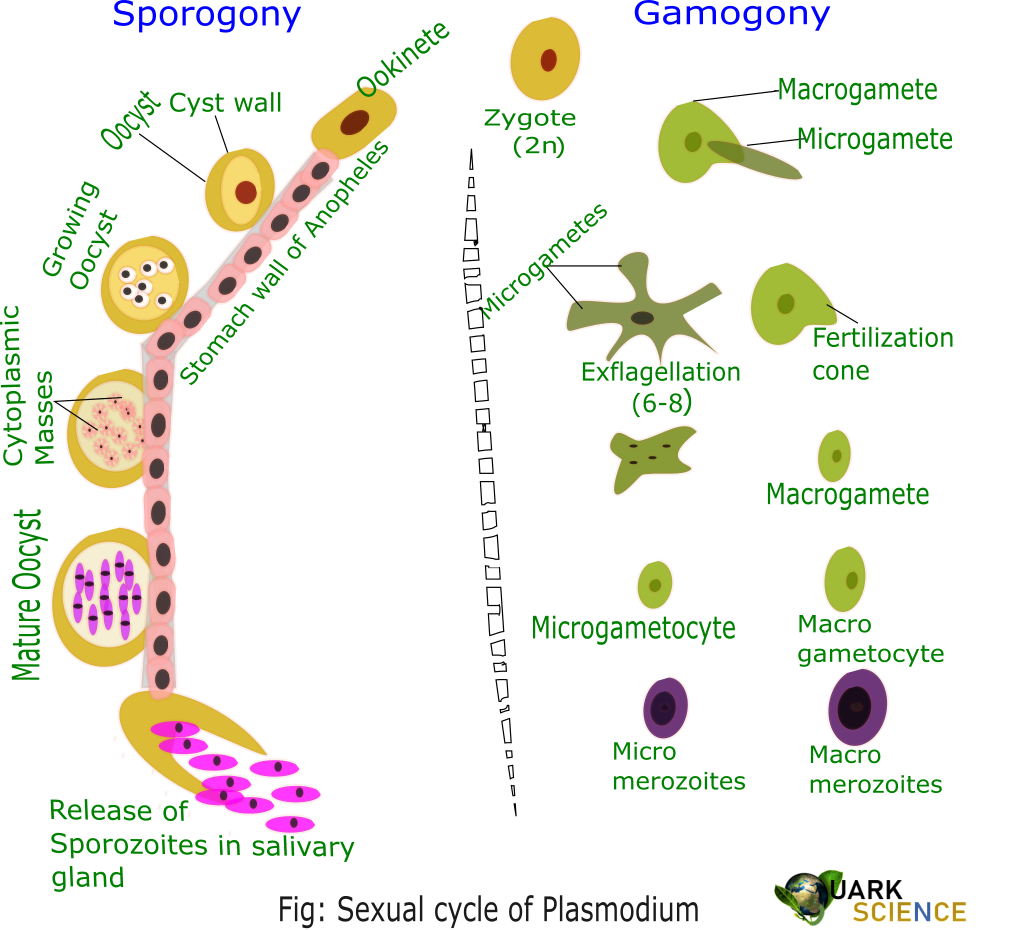 Sporogony
Gamogony
Ookinete
Oocyst
Cyst wall
Growing
Oocyst
Stomach wall of Anopheles
Cytoplasmic
Masses
Mature Oocyst
Release of
Sporozoites in salivary
gland
Zygote
(2n)
Macrogamete
Microgamete
Microgametes
Fertilization
cone
Exflagellation
(6-8)
Macrogamete
Microgametocyte
Macro
gametocyte
Micro
merozoites
Macro
merozoites
Fig: Sexual cycle of Plasmodium
QUARK
SCIENCE